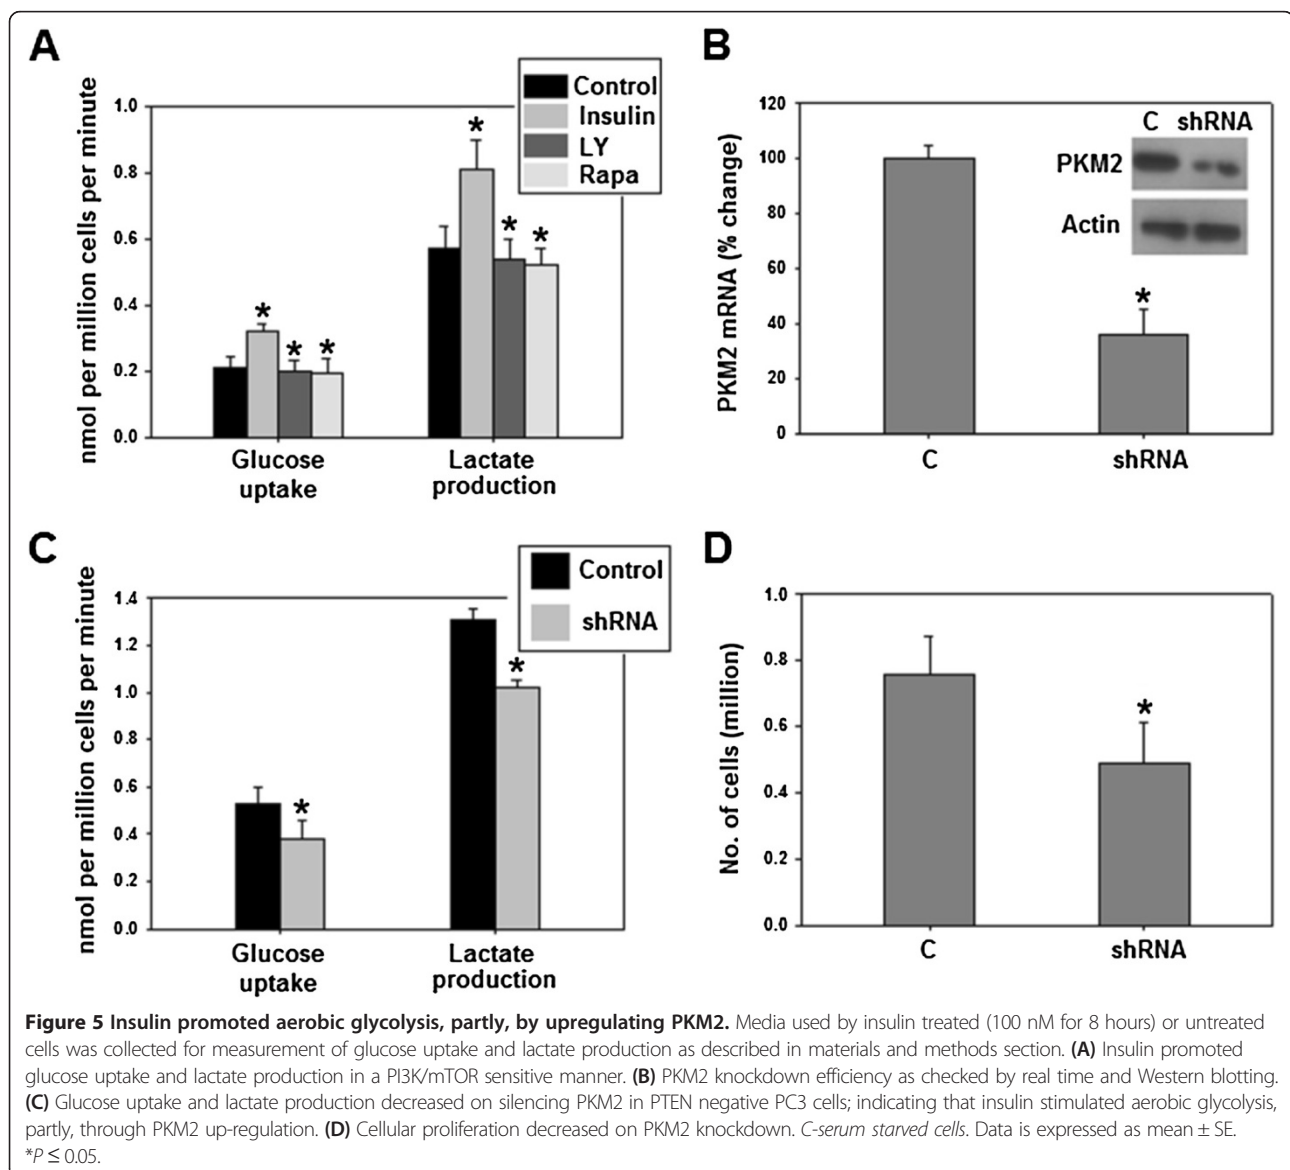 A
Control
Insulin
LY
Rapa
nmol per million cells per minute
1.0
0.8
0.6
0.4
0.2
0.0
*
*
*
*
*
*
Glucose uptake
Lactate production
B
PKM2 mRNA (% change)
120
100
80
60
40
20
0
C shRNA
PKM2
Actin
*
C
shRNA
C
Control
shRNA
nmol per million cells per minute
1.4
1.2
1.0
0.8
0.6
0.4
0.2
0.0
*
*
Glucose uptake
Lactate production
D
No. of cells (million)
1.0
0.8
0.6
0.4
0.2
0.0
*
C
shRNA
Figure 5 Insulin promoted aerobic glycolysis, partly, by upregulating PKM2. Media used by insulin treated (100 nM for 8 hours) or untreated
cells was collected for measurement of glucose uptake and lactate production as described in materials and methods section. (A) Insulin promoted
glucose uptake and lactate production in a PI3K/mTOR sensitive manner. (B) PKM2 knockdown efficiency as checked by real time and Western blotting.
(C) Glucose uptake and lactate production decreased on silencing PKM2 in PTEN negative PC3 cells; indicating that insulin stimulated aerobic glycolysis,
partly, through PKM2 up-regulation. (D) Cellular proliferation decreased on PKM2 knockdown. C-serum starved cells. Data is expressed as mean ± SE.
*P ≤ 0.05.